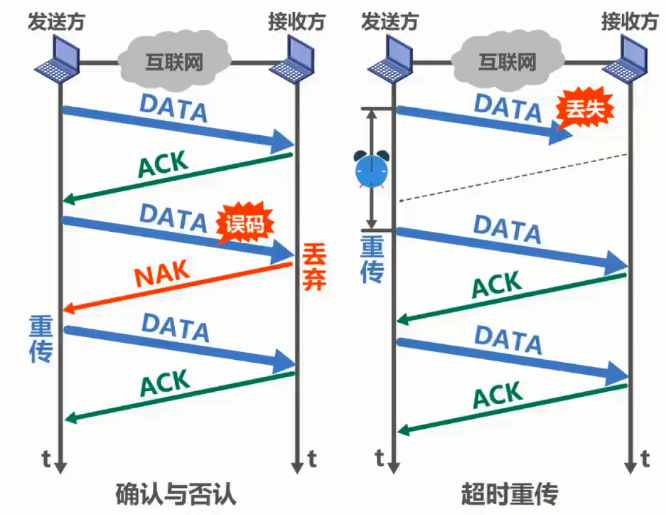 发送方
接收方
互联网
DATA
ACK
DATA
误码
NAK
丢弃
重传
DATA
ACK
t
t
确认与否认
发送方
接收方
互联网
DATA
丢失
重传
DATA
ACK
DATA
ACK
t
t
超时重传